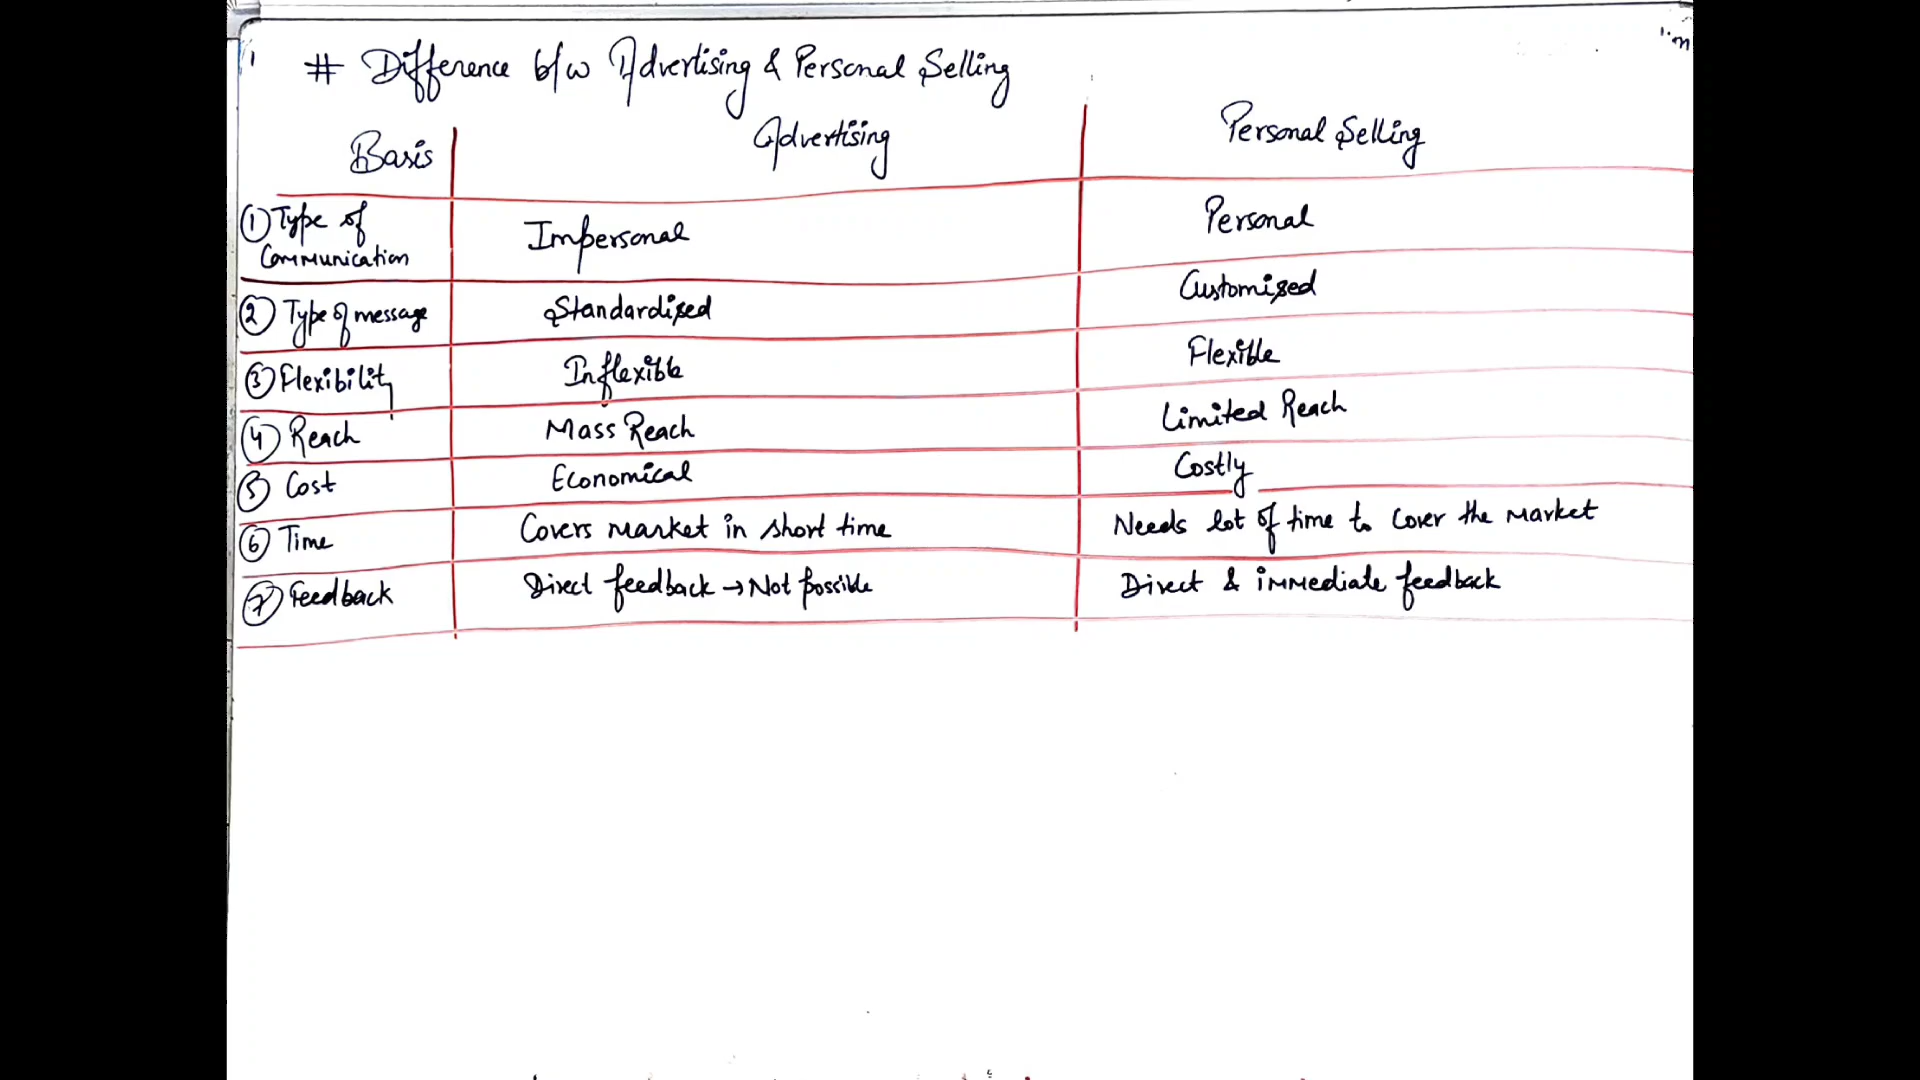 # Difference b/w Advertising & Personal Selling
Basis Advertising Personal Selling
① Type of Communication Impersonal Personal
② Type of message Standardized Customized
③ Flexibility Inflexible Flexible
④ Reach Mass Reach Limited Reach
⑤ Cost Economical Costly
⑥ Time Covers market in short time Needs lot of time to cover the market
⑦ Feedback Direct feedback → Not possible Direct & immediate feedback